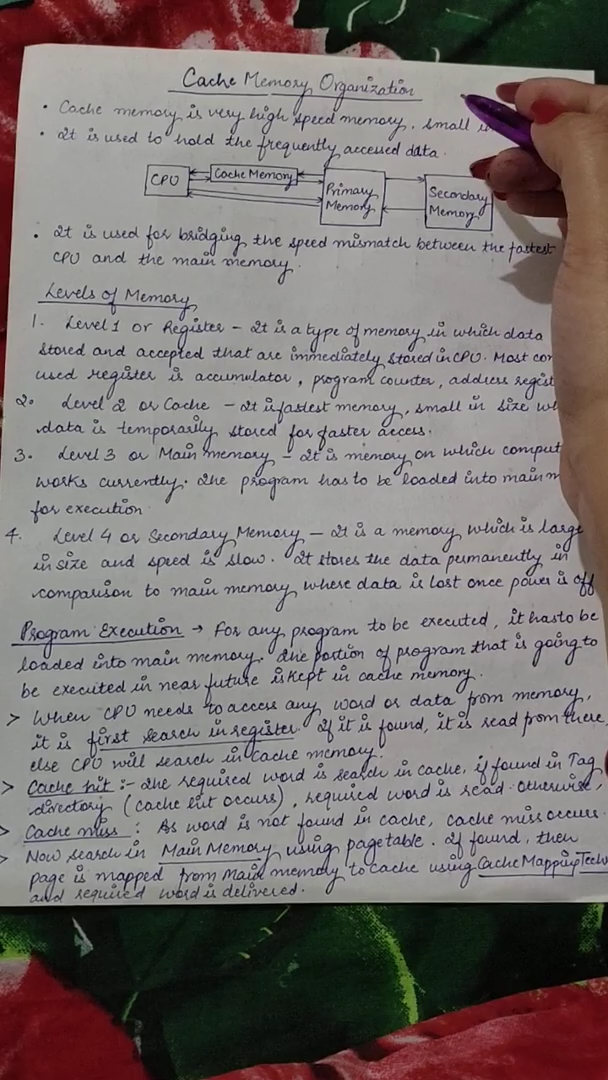 Cache Memory Organization
• Cache memory is very high speed memory, small
• It is used to hold the frequently accessed data.
CPU
Cache Memory
Primary Memory
Secondary Memory
• It is used for bridging the speed mismatch between the fastest
CPU and the main memory.
Levels of Memory
1. Level 1 or Register - It is a type of memory in which data
stored and accepted that are immediately stored in CPU. Most
used register is accumulator, program counter, address
2. Level 2 or Cache - It is fastest memory, small in size
data is temporarily stored for faster access.
3. Level 3 or Main memory - It is memory on which
works currently. The program has to be loaded into main
for execution
4. Level 4 or Secondary Memory - It is a memory which is large
in size and speed is slow. It stores the data permanently in
comparison to main memory where data is lost once power is off
Program Execution → For any program to be executed, it has to be
loaded into main memory. The portion of program that is going to
be executed in near future is kept in cache memory.
> When CPU needs to access any word or data from memory,
it is first search in register. If it is found, it is read from there,
else CPU will search in cache memory.
> Cache hit :- The required word is search in cache, if found in Tag
directory (cache hit occurs), required word is read otherwise,
> Cache miss : As word is not found in cache, cache miss occurs.
> Now search in Main Memory using page table. If found, then
page is mapped from main memory to cache using Cache Mapping
and required word is delivered.